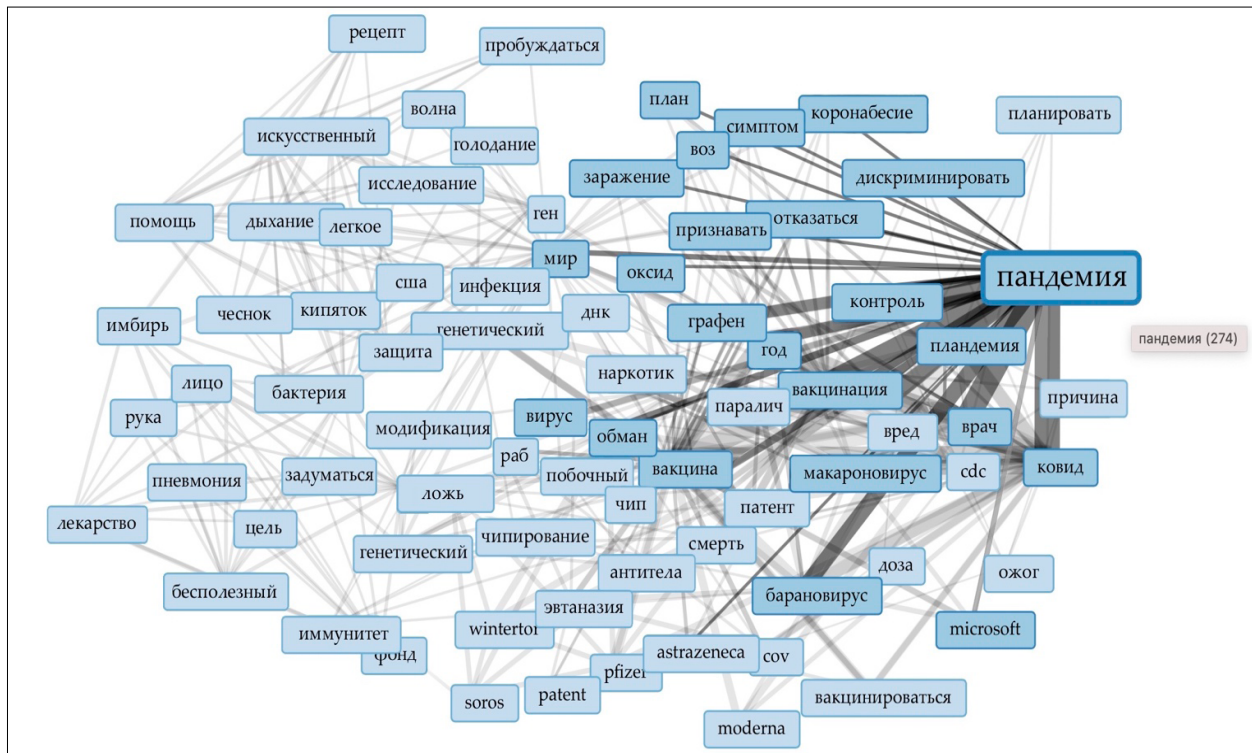 рецепт
пробуждаться
план
коронабесие
планировать
волна
симптом
искусственный
голодание
воз
заражение
дискриминировать
исследование
ген
отказаться
помощь
дыхание
легкое
признавать
мир
пандемия
оксид
сша
инфекция
контроль
имбирь
чеснок
кипяток
днк
графен
генетический
пландемия
пандемия (274)
защита
год
лицо
наркотик
бактерия
вакцинация
причина
рука
паралич
вирус
модификация
обман
вред
врач
раб
пневмония
задуматься
побочный
вакцина
макароновирус
cdc
ковид
ложь
чип
патент
лекарство
цель
чипирование
смерть
генетический
антитела
доза
ожог
бесполезный
эвтаназия
барановирус
иммунитет
microsoft
фонд
astrazeneca
cov
pfizer
soros
patent
вакцинироваться
moderna